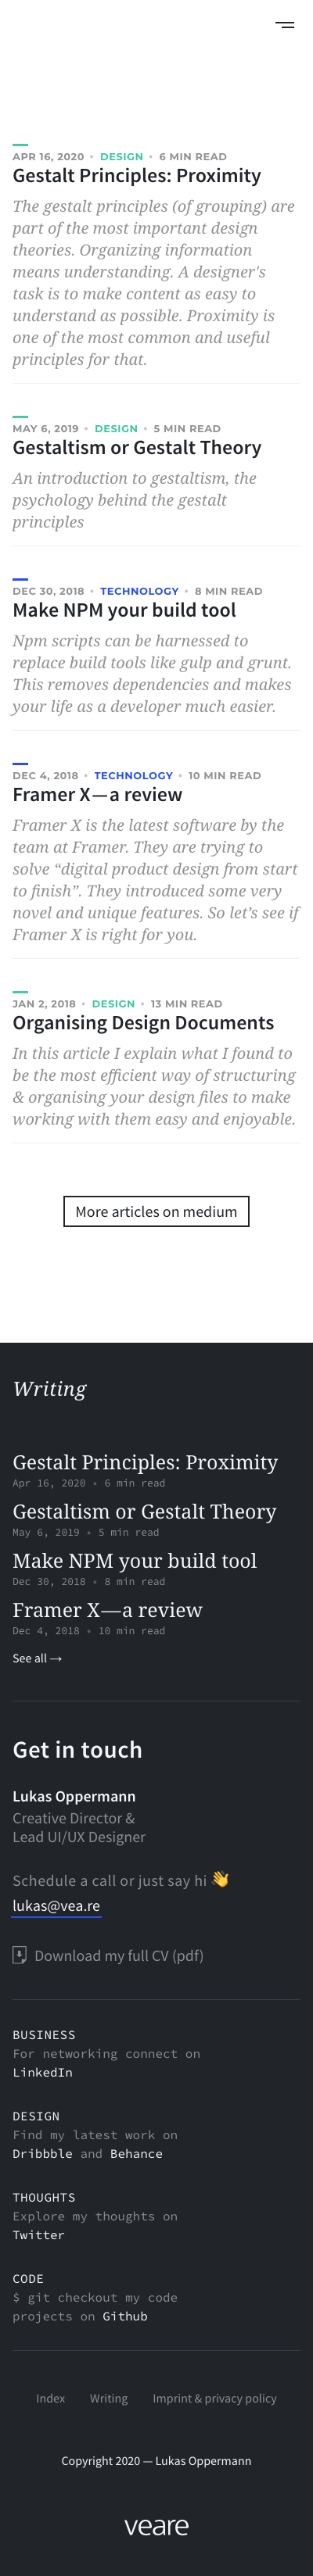 APR 16, 2020 • DESIGN • 6 MIN READ
Gestalt Principles: Proximity
The gestalt principles (of grouping) are
part of the most important design
theories. Organizing information
means understanding. A designer's
task is to make content as easy to
understand as possible. Proximity is
one of the most common and useful
principles for that.
MAY 6, 2019 • DESIGN • 5 MIN READ
Gestaltism or Gestalt Theory
An introduction to gestaltism, the
psychology behind the gestalt
principles
DEC 30, 2018 • TECHNOLOGY • 8 MIN READ
Make NPM your build tool
Npm scripts can be harnessed to
replace build tools like gulp and grunt.
This removes dependencies and makes
your life as a developer much easier.
DEC 4, 2018 • TECHNOLOGY • 10 MIN READ
Framer X—a review
Framer X is the latest software by the
team at Framer. They are trying to
solve “digital product design from start
to finish”. They introduced some very
novel and unique features. So let’s see if
Framer X is right for you.
JAN 2, 2018 • DESIGN • 13 MIN READ
Organising Design Documents
In this article I explain what I found to
be the most efficient way of structuring
& organising your design files to make
working with them easy and enjoyable.
More articles on medium
Writing
Gestalt Principles: Proximity
Apr 16, 2020 • 6 min read
Gestaltism or Gestalt Theory
May 6, 2019 • 5 min read
Make NPM your build tool
Dec 30, 2018 • 8 min read
Framer X—a review
Dec 4, 2018 • 10 min read
See all →
Get in touch
Lukas Oppermann
Creative Director &
Lead UI/UX Designer
Schedule a call or just say hi 👋
lukas@vea.re
Download my full CV (pdf)
BUSINESS
For networking connect on
LinkedIn
DESIGN
Find my latest work on
Dribbble and Behance
THOUGHTS
Explore my thoughts on
Twitter
CODE
$ git checkout my code
projects on Github
Index Writing Imprint & privacy policy
Copyright 2020 — Lukas Oppermann
veare